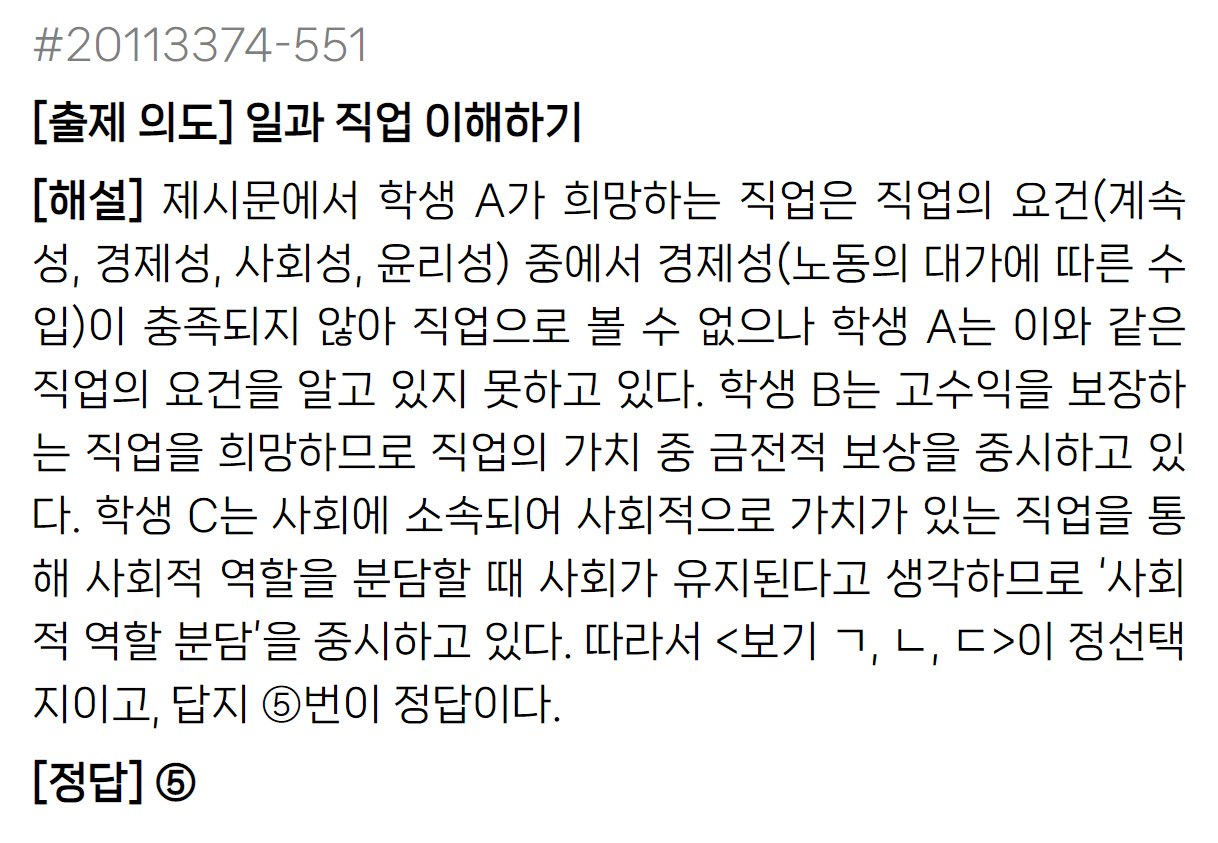 #20113374-551
[출제 의도] 일과 직업 이해하기
[해설] 제시문에서 학생 A가 희망하는 직업은 직업의 요건(계속
성, 경제성, 사회성, 윤리성) 중에서 경제성(노동의 대가에 따른 수
입)이 충족되지 않아 직업으로 볼 수 없으나 학생 A는 이와 같은
직업의 요건을 알고 있지 못하고 있다. 학생 B는 고수익을 보장하
는 직업을 희망하므로 직업의 가치 중 금전적 보상을 중시하고 있
다. 학생 C는 사회에 소속되어 사회적으로 가치가 있는 직업을 통
해 사회적 역할을 분담할 때 사회가 유지된다고 생각하므로 '사회
적 역할 분담'을 중시하고 있다. 따라서 <보기 ㄱ, ㄴ, ㄷ>이 정선택
지이고, 답지 ⑤번이 정답이다.
[정답] ⑤